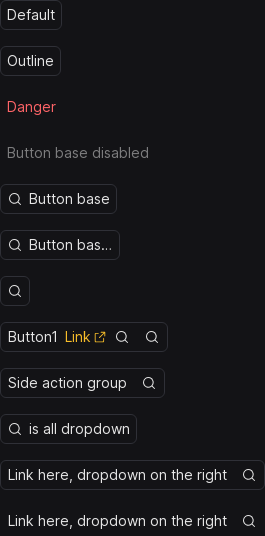 Default
Outline
Danger
Button base disabled
Button base
Button bas...
Button1 Link
Side action group
is all dropdown
Link here, dropdown on the right
Link here, dropdown on the right